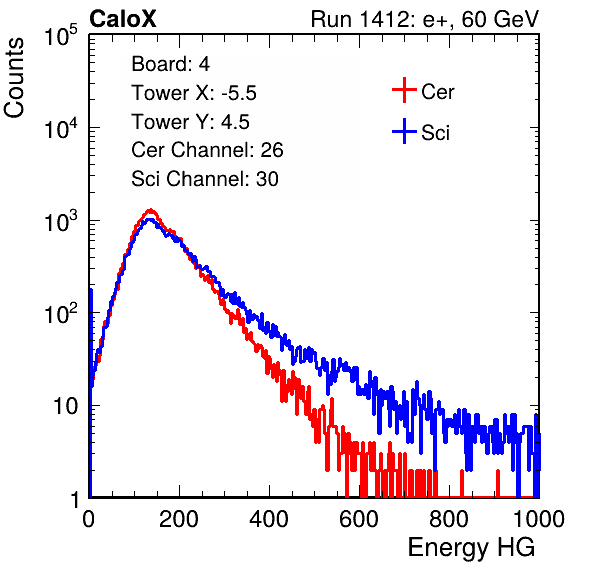 CaloX Run 1412: e+, 60 GeV
Counts
Board: 4
Tower X: -5.5
Tower Y: 4.5
Cer Channel: 26
Sci Channel: 30
Cer
Sci
10^5
10^4
10^3
10^2
10
1
0 200 400 600 800 1000
Energy HG